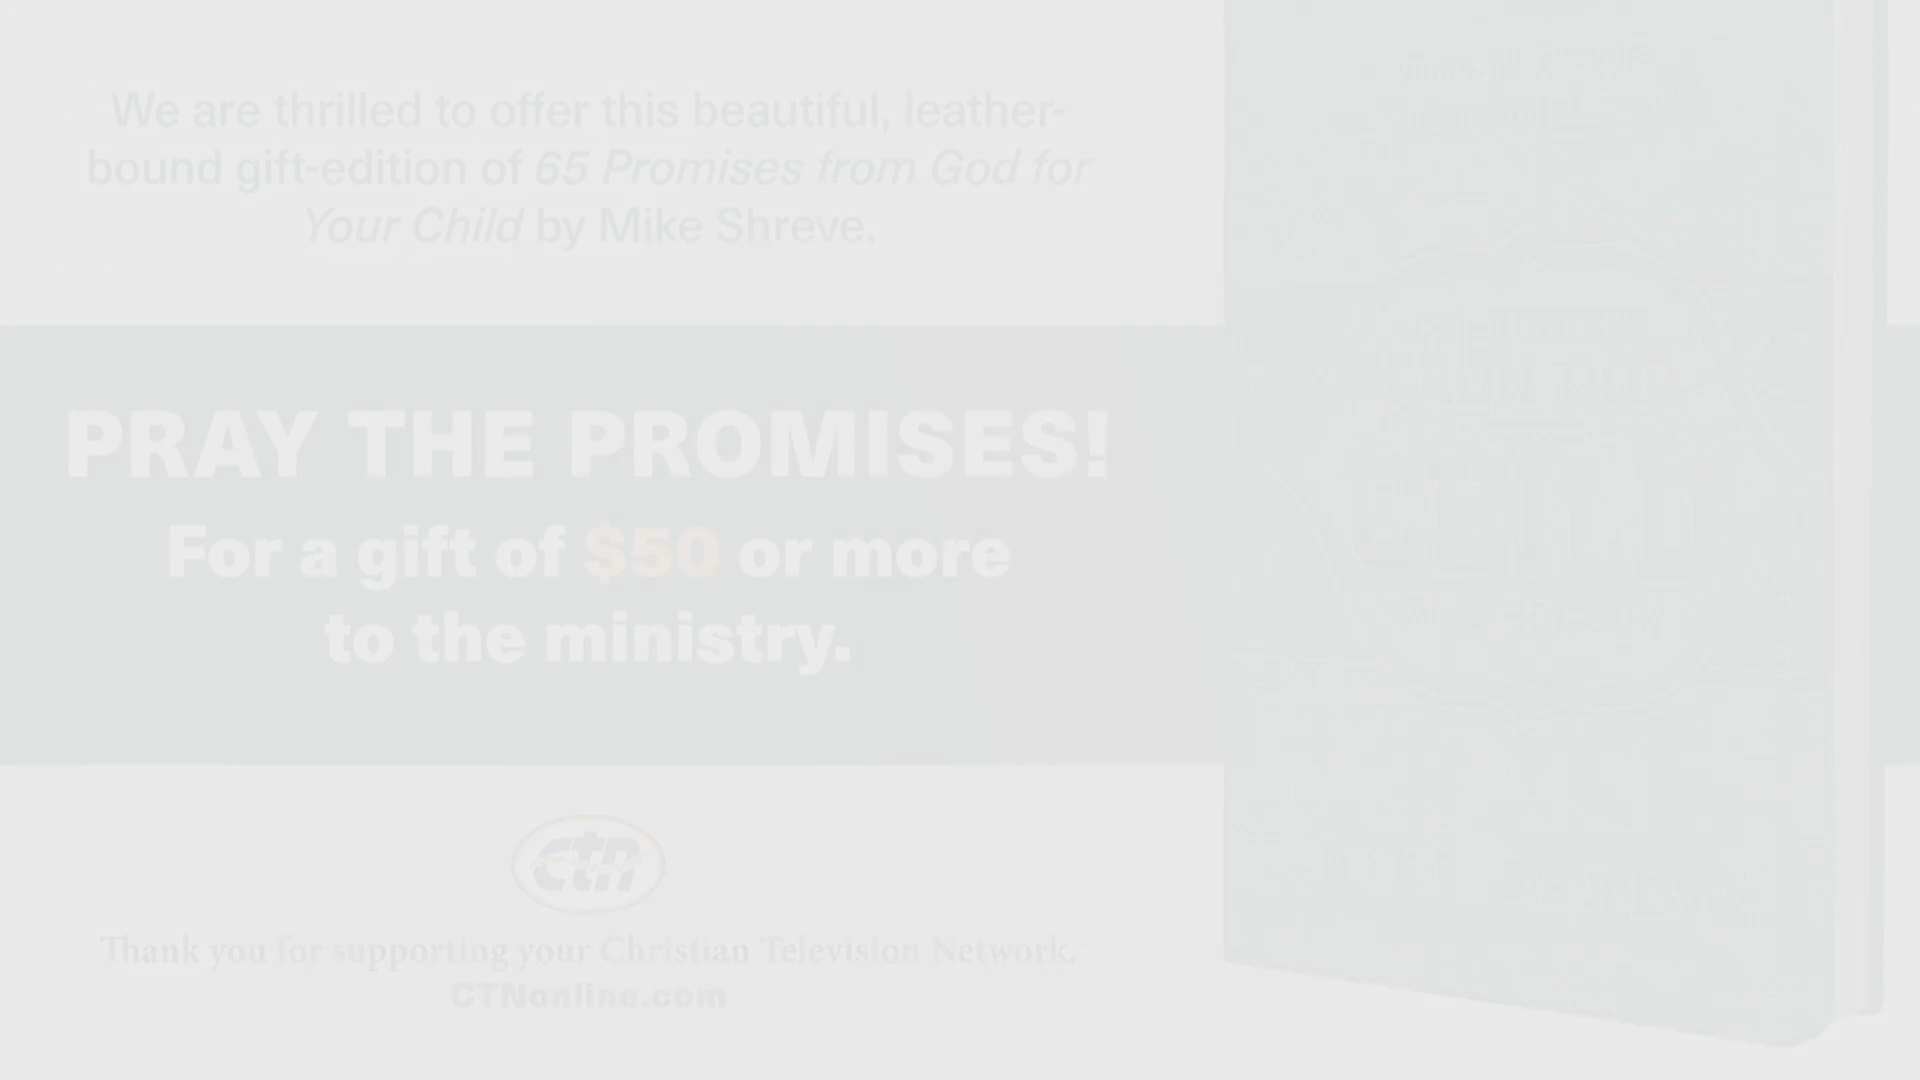 We are thrilled to offer this beautiful, leather-
bound gift-edition of 65 Promises from God for
Your Child by Mike Shreve.
PRAY THE PROMISES!
For a gift of $50 or more
to the ministry.
ctn
Thank you for supporting your Christian Television Network.
CTNonline.com